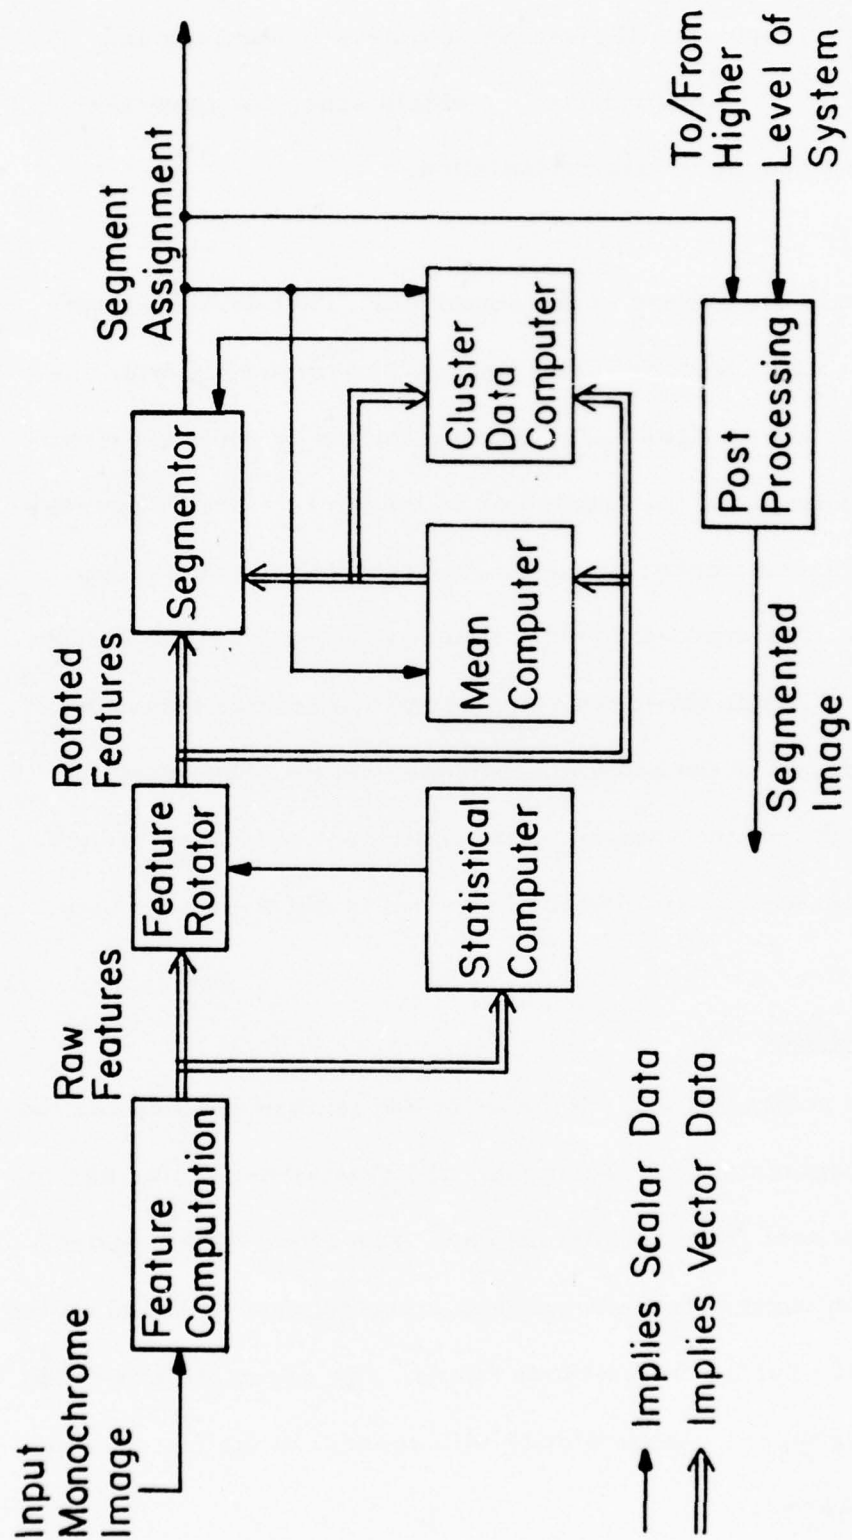 Input
Monochrome
Image
Feature
Computation
Raw
Features
Feature
Rotator
Statistical
Computer
Rotated
Features
Segmentor
Mean
Computer
Cluster
Data
Computer
Segment
Assignment
To/From
Higher
Level of
System
Post
Processing
Segmented
Image
Implies Scalar Data
Implies Vector Data